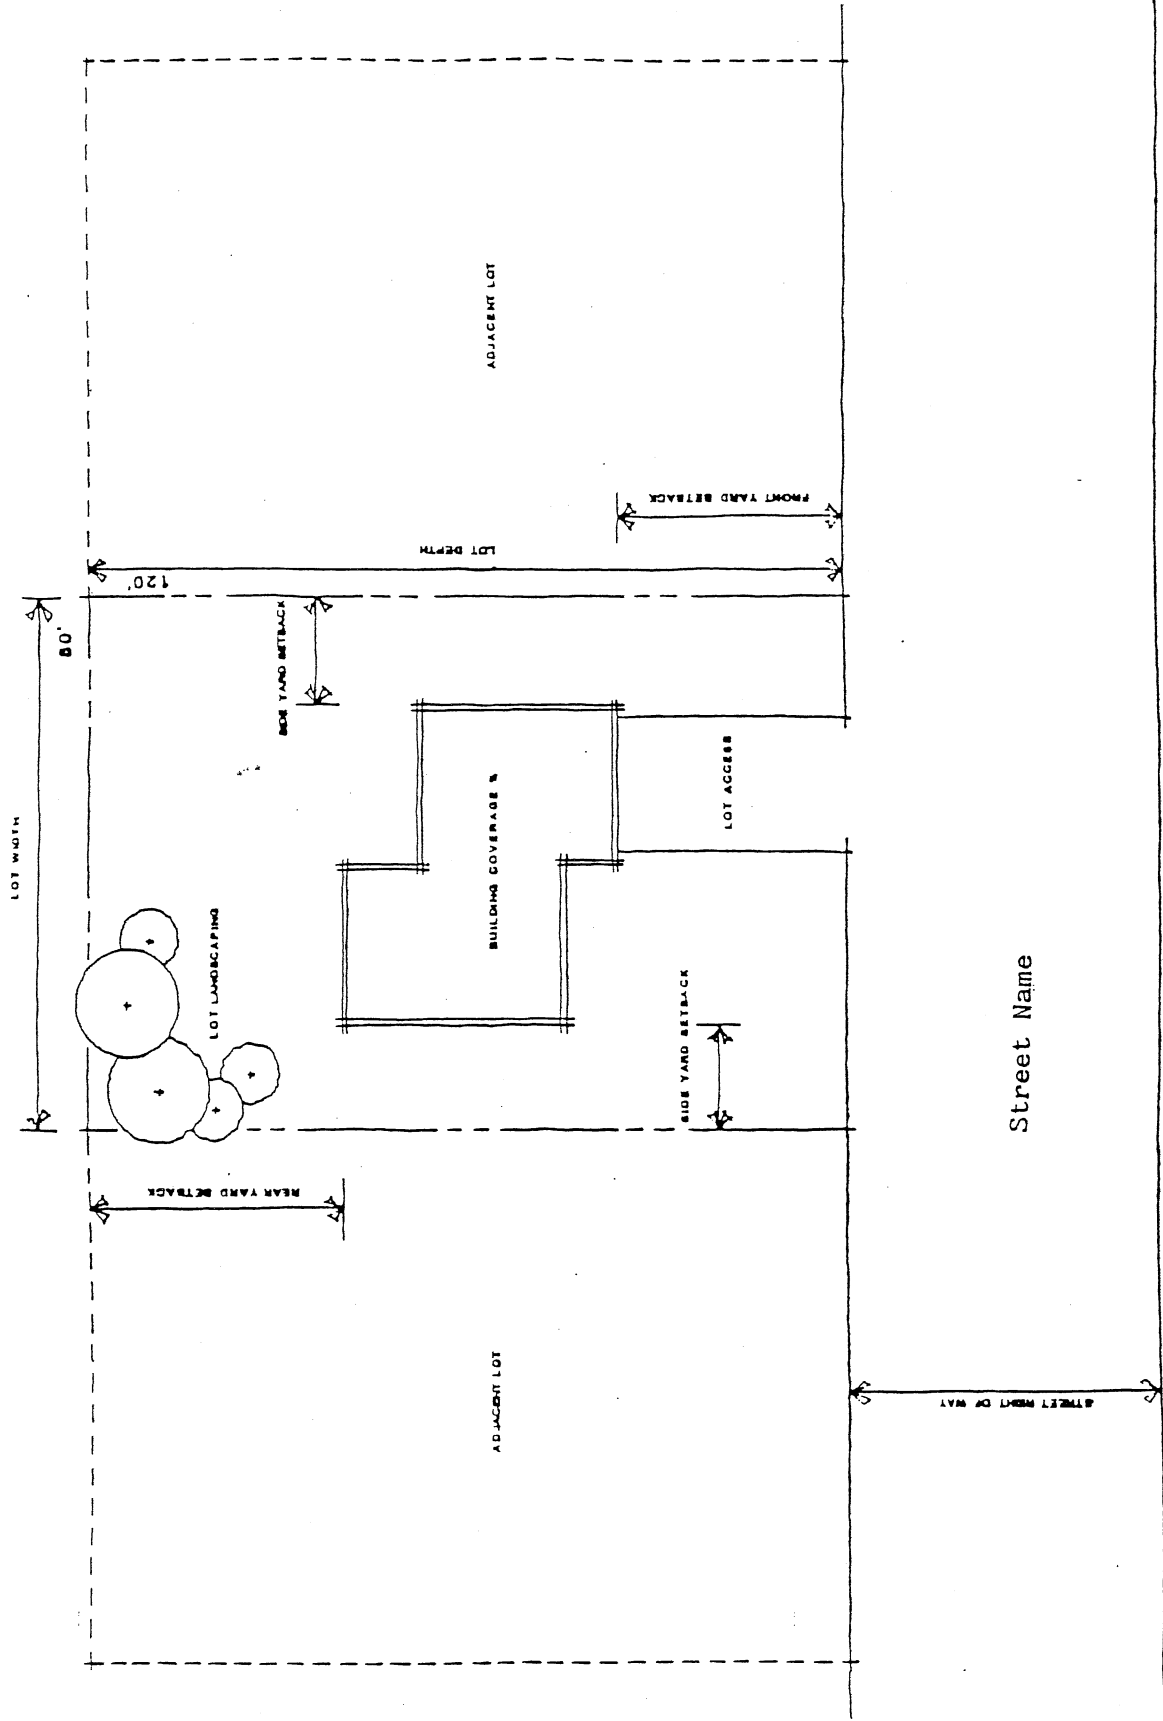 LOT WIDTH
80'
120'
LOT DEPTH
SIDE YARD SETBACK
FRONT YARD SETBACK
ADJACENT LOT
LOT LANDSCAPING
BUILDING COVERAGE %
LOT ACCESS
SIDE YARD SETBACK
REAR YARD SETBACK
ADJACENT LOT
Street Name
STREET RIGHT OF WAY